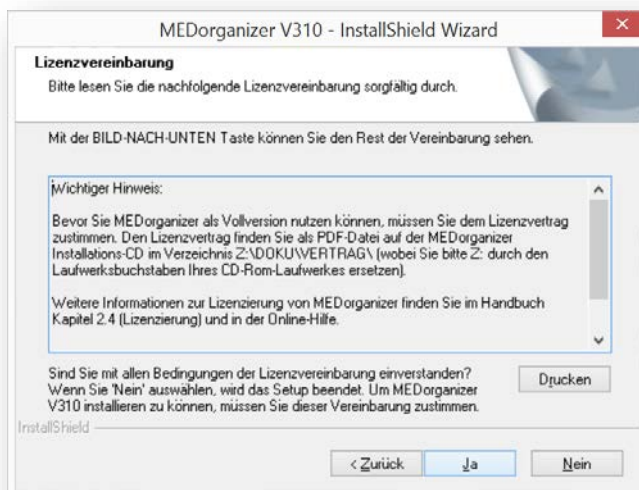 MEDorganizer V310 - InstallShield Wizard
Lizenzvereinbarung
Bitte lesen Sie die nachfolgende Lizenzvereinbarung sorgfältig durch.
Mit der BILD-NACH-UNTEN Taste können Sie den Rest der Vereinbarung sehen.
Wichtiger Hinweis:
Bevor Sie MEDorganizer als Vollversion nutzen können, müssen Sie dem Lizenzvertrag
zustimmen. Den Lizenzvertrag finden Sie als PDF-Datei auf der MEDorganizer
Installations-CD im Verzeichnis Z:\DOKU\VERTRAG\ (wobei Sie bitte Z: durch den
Laufwerksbuchstaben Ihres CD-Rom-Laufwerkes ersetzen).
Weitere Informationen zur Lizenzierung von MEDorganizer finden Sie im Handbuch
Kapitel 2.4 (Lizenzierung) und in der Online-Hilfe.
Sind Sie mit allen Bedingungen der Lizenzvereinbarung einverstanden?
Wenn Sie 'Nein' auswählen, wird das Setup beendet. Um MEDorganizer
V310 installieren zu können, müssen Sie dieser Vereinbarung zustimmen.
Drucken
InstallShield
< Zurück
Ja
Nein